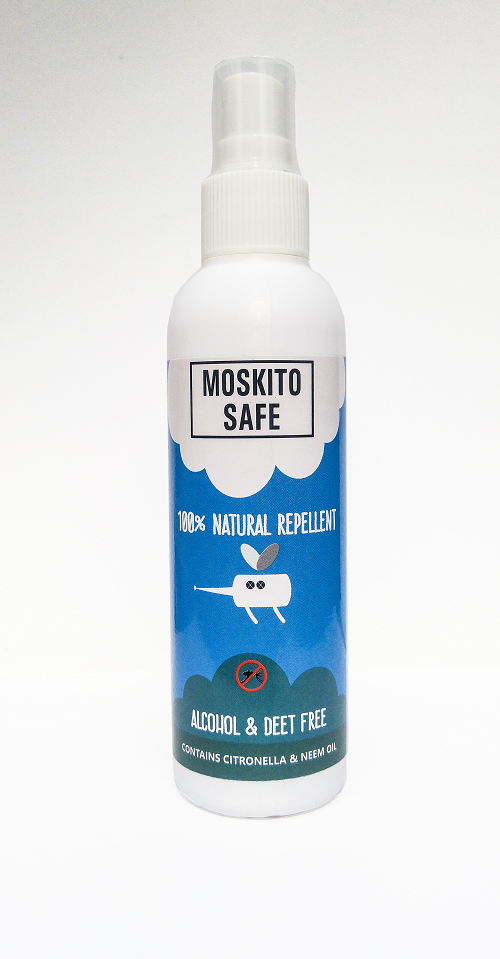 MOSKITO
SAFE
100% NATURAL REPELLENT
ALCOHOL & DEET FREE
CONTAINS CITRONELLA & NEEM OIL